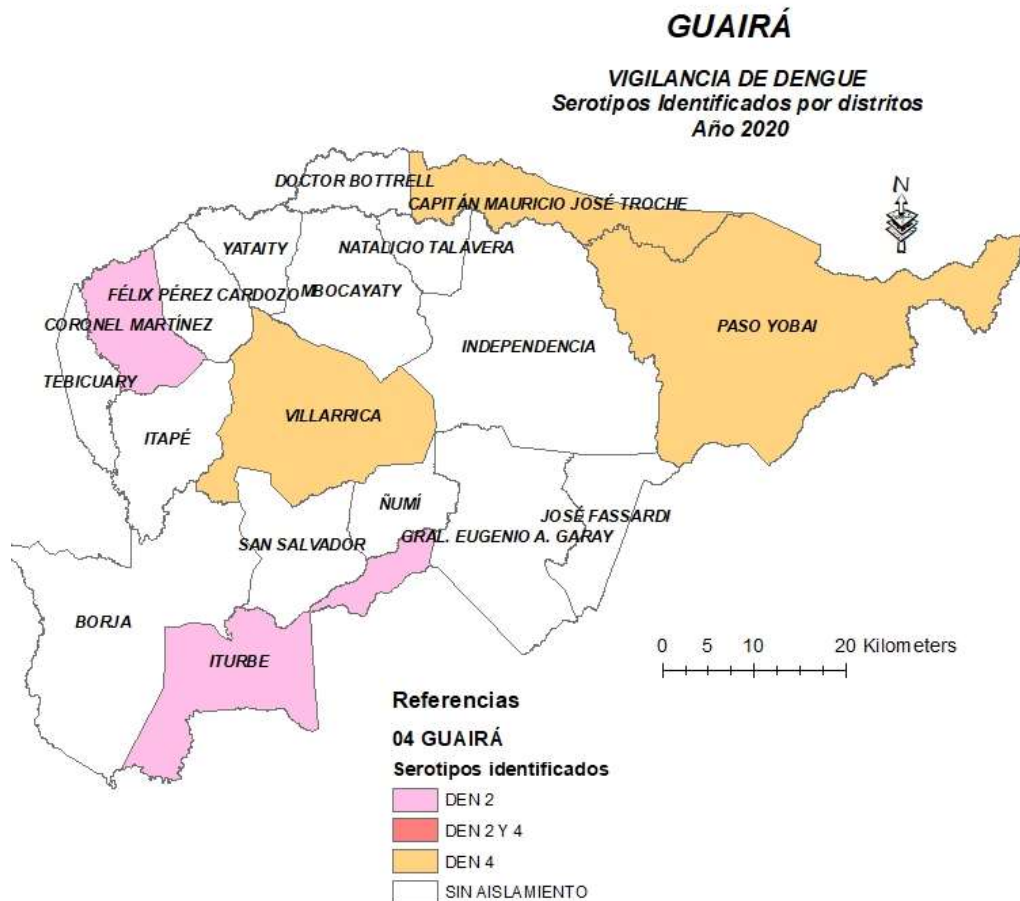 GUAIRÁ
VIGILANCIA DE DENGUE
Serotipos Identificados por distritos
Año 2020
N
DOCTOR BOTTRELL
CAPITÁN MAURICIO JOSÉ TROCHE
YATAITY
NATALICIO TALAVERA
FÉLIX PÉREZ CARDOZO
MBOCAYATY
CORONEL MARTÍNEZ
PASO YOBAI
INDEPENDENCIA
TEBICUARY
VILLARRICA
ITAPÉ
ÑUMÍ
JOSÉ FASSARDI
GRAL. EUGENIO A. GARAY
SAN SALVADOR
BORJA
ITURBE
0 5 10 20 Kilometers
Referencias
04 GUAIRÁ
Serotipos identificados
DEN 2
DEN 2 Y 4
DEN 4
SIN AISLAMIENTO